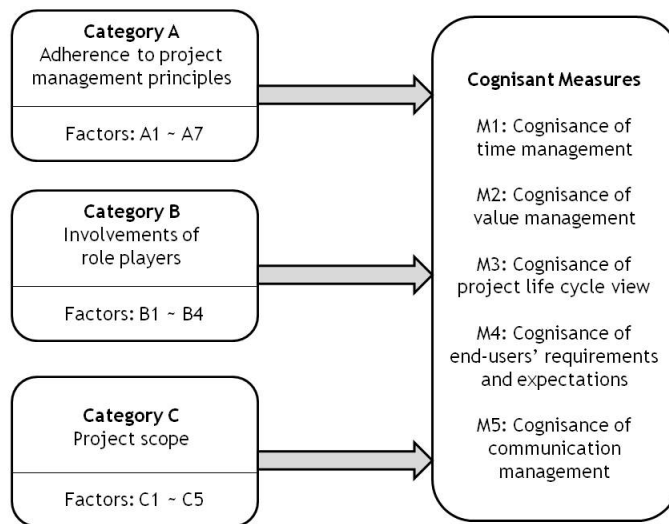 Category A
Adherence to project
management principles
Factors: A1 ~ A7
Category B
Involvements of
role players
Factors: B1 ~ B4
Category C
Project scope
Factors: C1 ~ C5
Cognisant Measures
M1: Cognisance of
time management
M2: Cognisance of
value management
M3: Cognisance of
project life cycle view
M4: Cognisance of
end-users' requirements
and expectations
M5: Cognisance of
communication
management